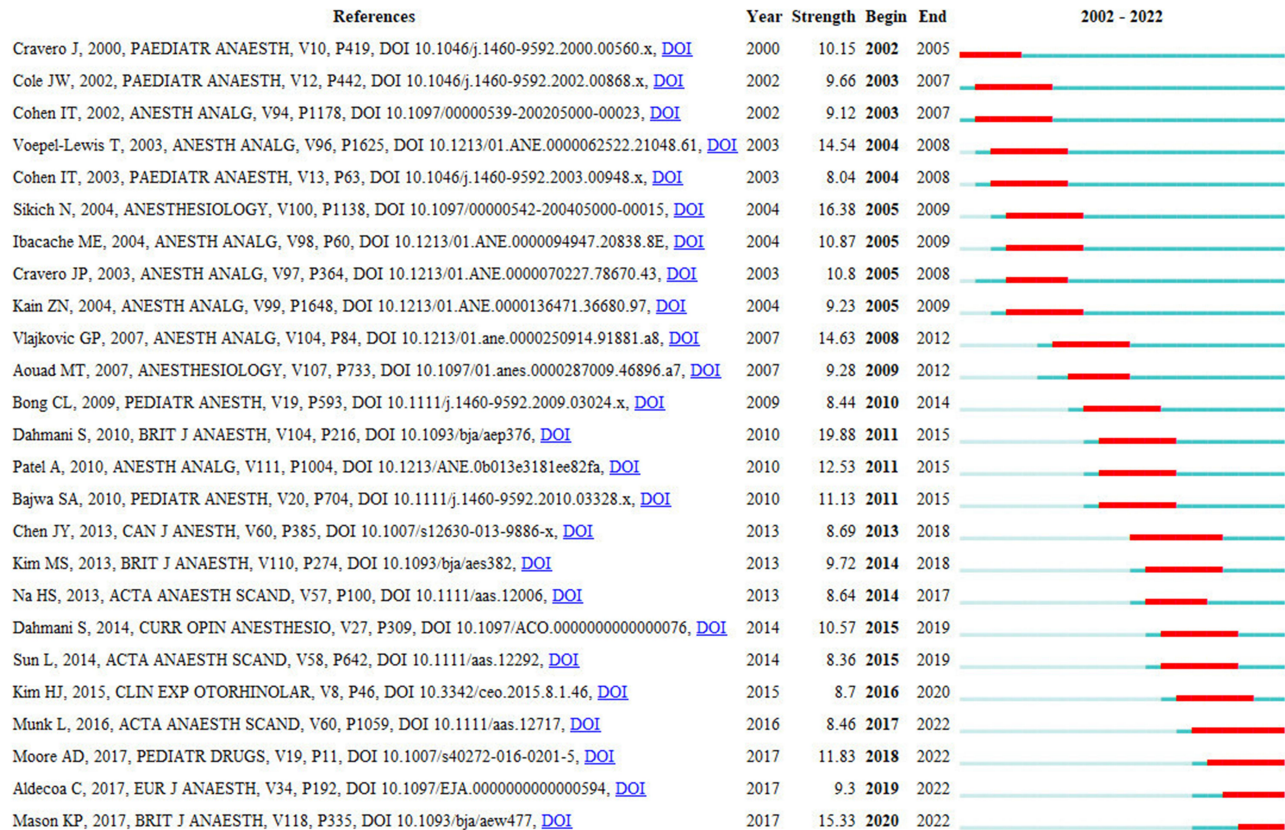 References Year Strength Begin End 2002 - 2022
Cravero J, 2000, PAEDIATR ANAESTH, V10, P419, DOI 10.1046/j.1460-9592.2000.00560.x, DOI 2000 10.15 2002 2005
Cole JW, 2002, PAEDIATR ANAESTH, V12, P442, DOI 10.1046/j.1460-9592.2002.00868.x, DOI 2002 9.66 2003 2007
Cohen IT, 2002, ANESTH ANALG, V94, P1178, DOI 10.1097/00000539-200205000-00023, DOI 2002 9.12 2003 2007
Voepel-Lewis T, 2003, ANESTH ANALG, V96, P1625, DOI 10.1213/01.ANE.0000062522.21048.61, DOI 2003 14.54 2004 2008
Cohen IT, 2003, PAEDIATR ANAESTH, V13, P63, DOI 10.1046/j.1460-9592.2003.00948.x, DOI 2003 8.04 2004 2008
Sikich N, 2004, ANESTHESIOLOGY, V100, P1138, DOI 10.1097/00000542-200405000-00015, DOI 2004 16.38 2005 2009
Ibacache ME, 2004, ANESTH ANALG, V98, P60, DOI 10.1213/01.ANE.0000094947.20838.8E, DOI 2004 10.87 2005 2009
Cravero JP, 2003, ANESTH ANALG, V97, P364, DOI 10.1213/01.ANE.0000070227.78670.43, DOI 2003 10.8 2005 2008
Kain ZN, 2004, ANESTH ANALG, V99, P1648, DOI 10.1213/01.ANE.0000136471.36680.97, DOI 2004 9.23 2005 2009
Vlajkovic GP, 2007, ANESTH ANALG, V104, P84, DOI 10.1213/01.ane.0000250914.91881.a8, DOI 2007 14.63 2008 2012
Aouad MT, 2007, ANESTHESIOLOGY, V107, P733, DOI 10.1097/01.anes.0000287009.46896.a7, DOI 2007 9.28 2009 2012
Bong CL, 2009, PEDIATR ANESTH, V19, P593, DOI 10.1111/j.1460-9592.2009.03024.x, DOI 2009 8.44 2010 2014
Dahmani S, 2010, BRIT J ANAESTH, V104, P216, DOI 10.1093/bja/aep376, DOI 2010 19.88 2011 2015
Patel A, 2010, ANESTH ANALG, V111, P1004, DOI 10.1213/ANE.0b013e3181ee82fa, DOI 2010 12.53 2011 2015
Bajwa SA, 2010, PEDIATR ANESTH, V20, P704, DOI 10.1111/j.1460-9592.2010.03328.x, DOI 2010 11.13 2011 2015
Chen JY, 2013, CAN J ANESTH, V60, P385, DOI 10.1007/s12630-013-9886-x, DOI 2013 8.69 2013 2018
Kim MS, 2013, BRIT J ANAESTH, V110, P274, DOI 10.1093/bja/aes382, DOI 2013 9.72 2014 2018
Na HS, 2013, ACTA ANAESTH SCAND, V57, P100, DOI 10.1111/aas.12006, DOI 2013 8.64 2014 2017
Dahmani S, 2014, CURR OPIN ANESTHESIO, V27, P309, DOI 10.1097/ACO.0000000000000076, DOI 2014 10.57 2015 2019
Sun L, 2014, ACTA ANAESTH SCAND, V58, P642, DOI 10.1111/aas.12292, DOI 2014 8.36 2015 2019
Kim HJ, 2015, CLIN EXP OTORHINOLAR, V8, P46, DOI 10.3342/ceo.2015.8.1.46, DOI 2015 8.7 2016 2020
Munk L, 2016, ACTA ANAESTH SCAND, V60, P1059, DOI 10.1111/aas.12717, DOI 2016 8.46 2017 2022
Moore AD, 2017, PEDIATR DRUGS, V19, P11, DOI 10.1007/s40272-016-0201-5, DOI 2017 11.83 2018 2022
Aldecoa C, 2017, EUR J ANAESTH, V34, P192, DOI 10.1097/EJA.0000000000000594, DOI 2017 9.3 2019 2022
Mason KP, 2017, BRIT J ANAESTH, V118, P335, DOI 10.1093/bja/aew477, DOI 2017 15.33 2020 2022